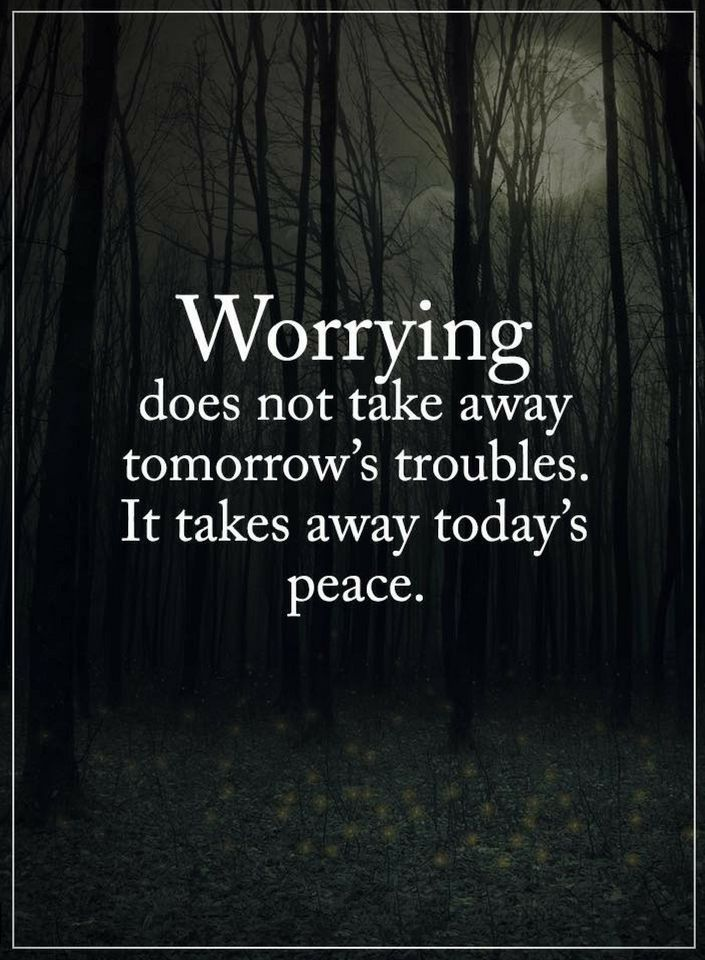 Worrying
does not take away
tomorrow’s troubles.
It takes away today’s
peace.